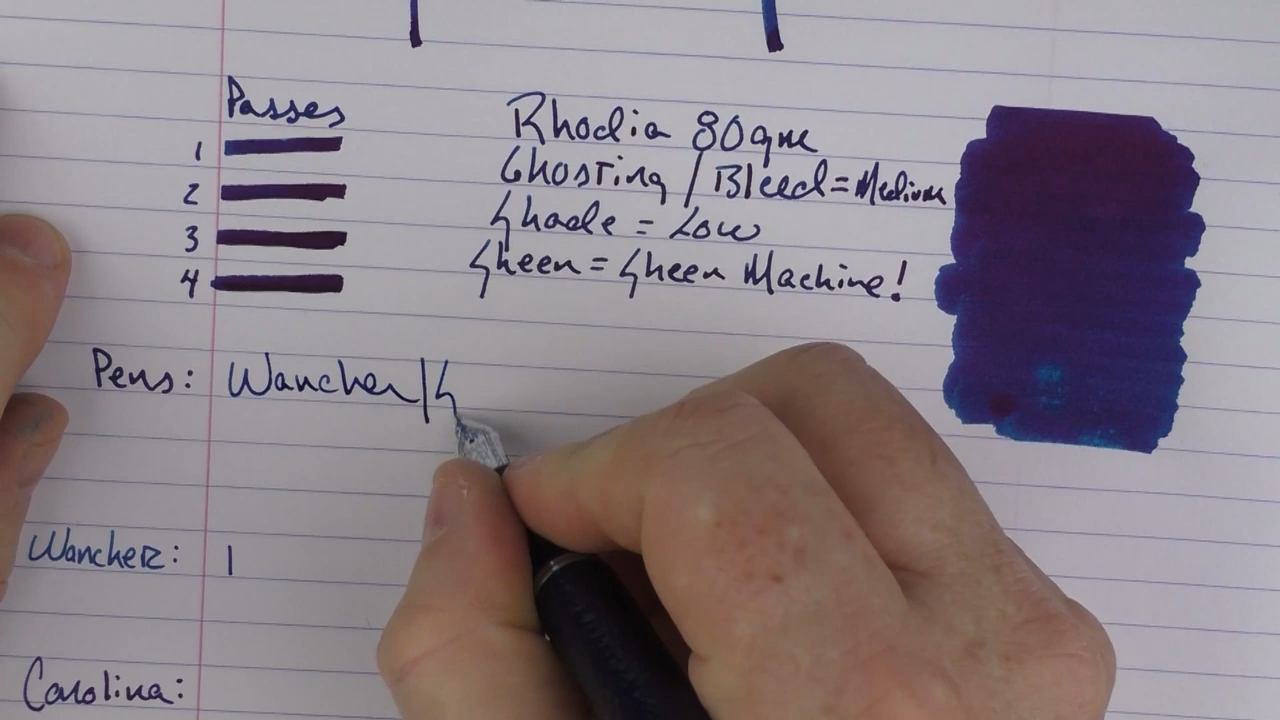 Passes
1
2
3
4
Rhodia 80gm
Ghosting / Bleed = Medium
Shade = Low
Sheen = Sheen Machine!
Pens: Wancher/S
Wancher: 1
Carolina: